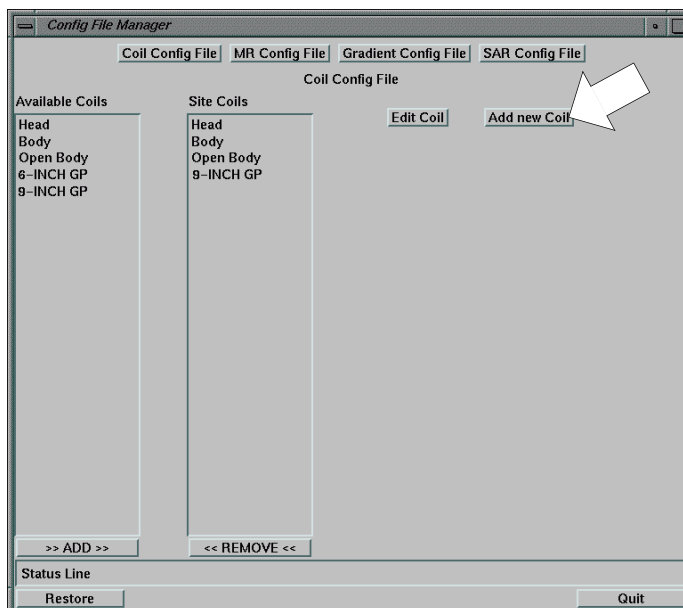 Config File Manager
Coil Config File MR Config File Gradient Config File SAR Config File
Coil Config File
Available Coils
Head
Body
Open Body
6-INCH GP
9-INCH GP
Site Coils
Head
Body
Open Body
9-INCH GP
Edit Coil Add new Coil
>> ADD >> << REMOVE <<
Status Line
Restore Quit